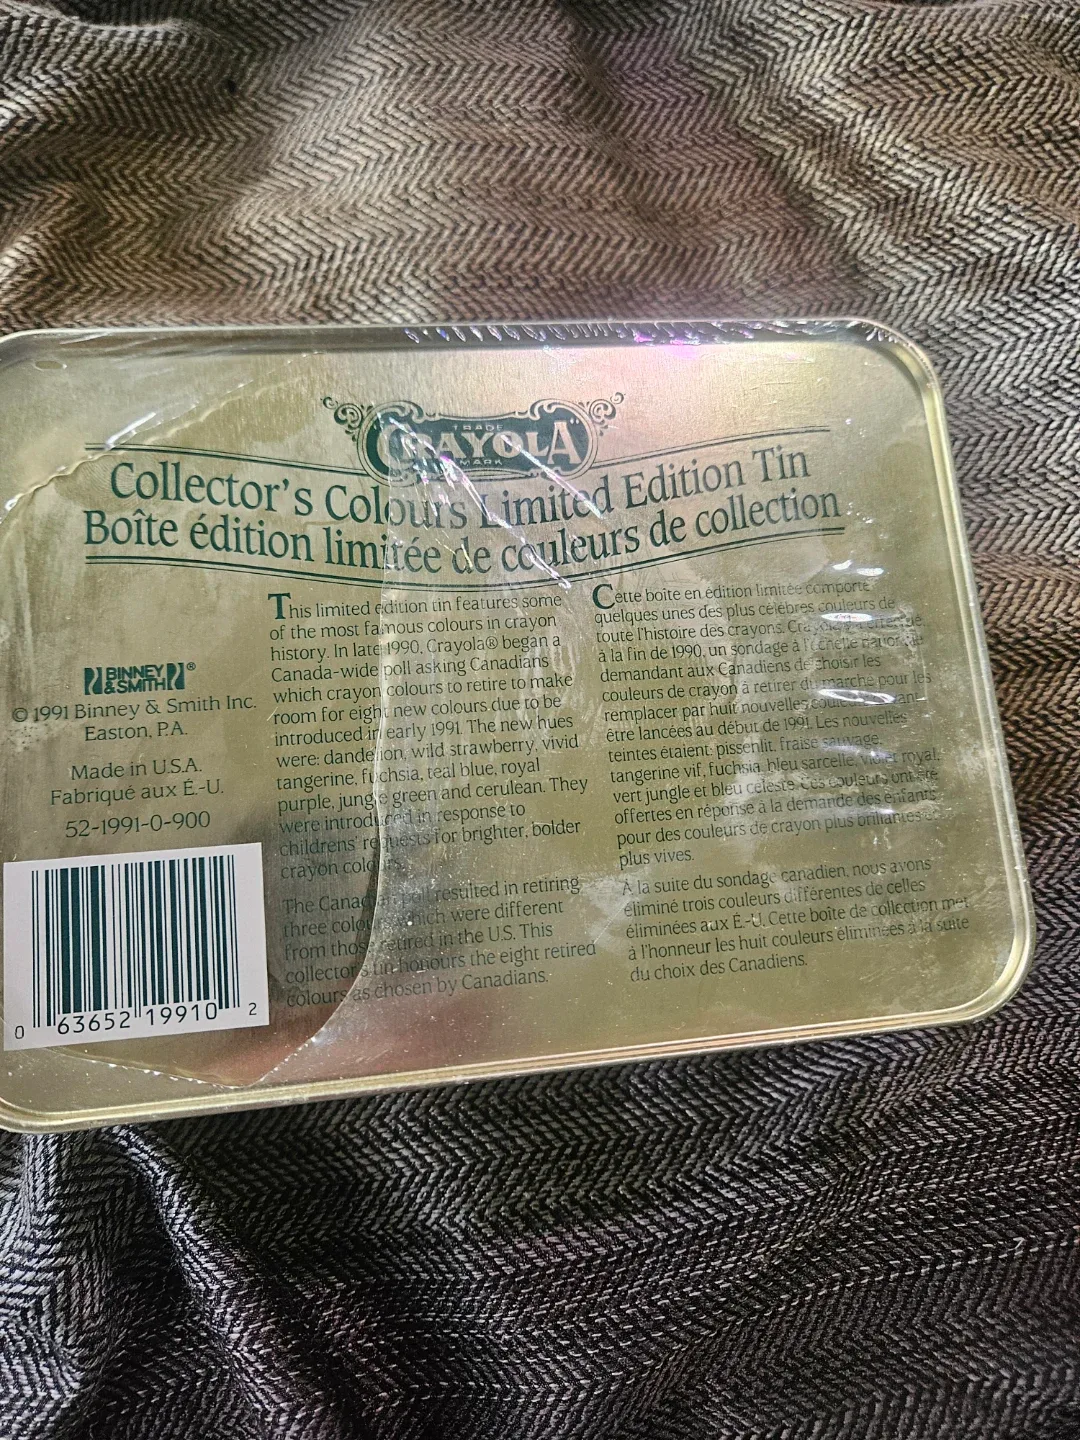 TRADE
CRAYOLA
MARK
Collector's Colours Limited Edition Tin
Boîte édition limitée de couleurs de collection
This limited edition tin features some
of the most famous colours in crayon
history. In late 1990, Crayola® began a
Canada-wide poll asking Canadians
which crayon colours to retire to make
room for eight new colours due to be
introduced in early 1991. The new hues
were: dandelion, wild strawberry, vivid
tangerine, fuchsia, teal blue, royal
purple, jungle green and cerulean. They
were introduced in response to
childrens' requests for brighter, bolder
crayon colours.
The Canadian poll resulted in retiring
three colours which were different
from those retired in the U.S. This
collector's tin honours the eight retired
colours as chosen by Canadians.
Cette boîte en édition limitée comporte
quelques unes des plus célèbres couleurs de
toute l'histoire des crayons.
à la fin de 1990, un sondage à l'échelle nationale
demandant aux Canadiens de choisir les
couleurs de crayon à retirer du marché pour les
remplacer par huit nouvelles couleurs devant
être lancées au début de 1991. Les nouvelles
teintes étaient: pissenlit, fraise sauvage,
tangerine vif, fuchsia, bleu sarcelle, violet royal,
vert jungle et bleu céleste. Ces couleurs ont été
offertes en réponse à la demande des enfants
pour des couleurs de crayon plus brillantes et
plus vives.
À la suite du sondage canadien, nous avons
éliminé trois couleurs différentes de celles
éliminées aux É.-U. Cette boîte de collection met
à l'honneur les huit couleurs éliminées à la suite
du choix des Canadiens.
BINNEY
& SMITH®
© 1991 Binney & Smith Inc.
Easton, P.A.
Made in U.S.A.
Fabriqué aux É.-U.
52-1991-0-900
0 63652 19910 2